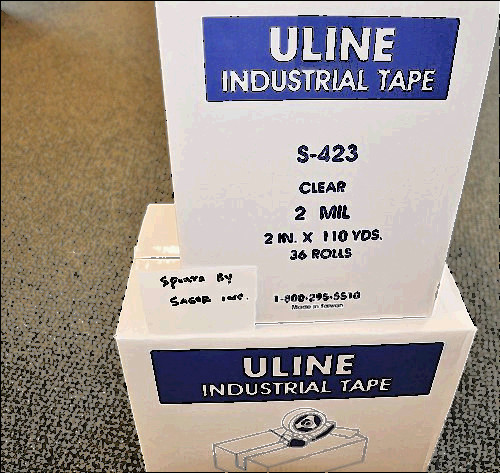 ULINE
INDUSTRIAL TAPE
S-423
CLEAR
2 MIL
2 IN. X 110 YDS.
36 ROLLS
1-800-295-5510
Made in Taiwan
By
ULINE
INDUSTRIAL TAPE